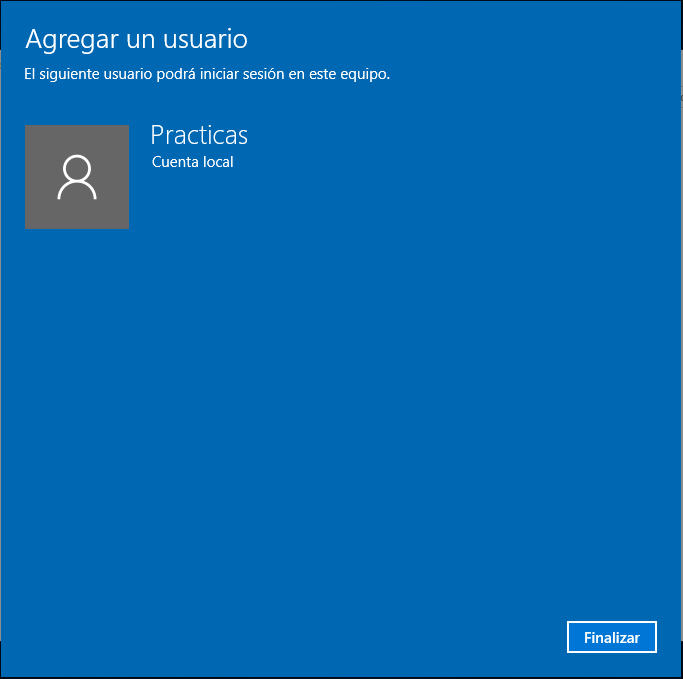 Agregar un usuario
El siguiente usuario podrá iniciar sesión en este equipo.
Practicas
Cuenta local
Finalizar